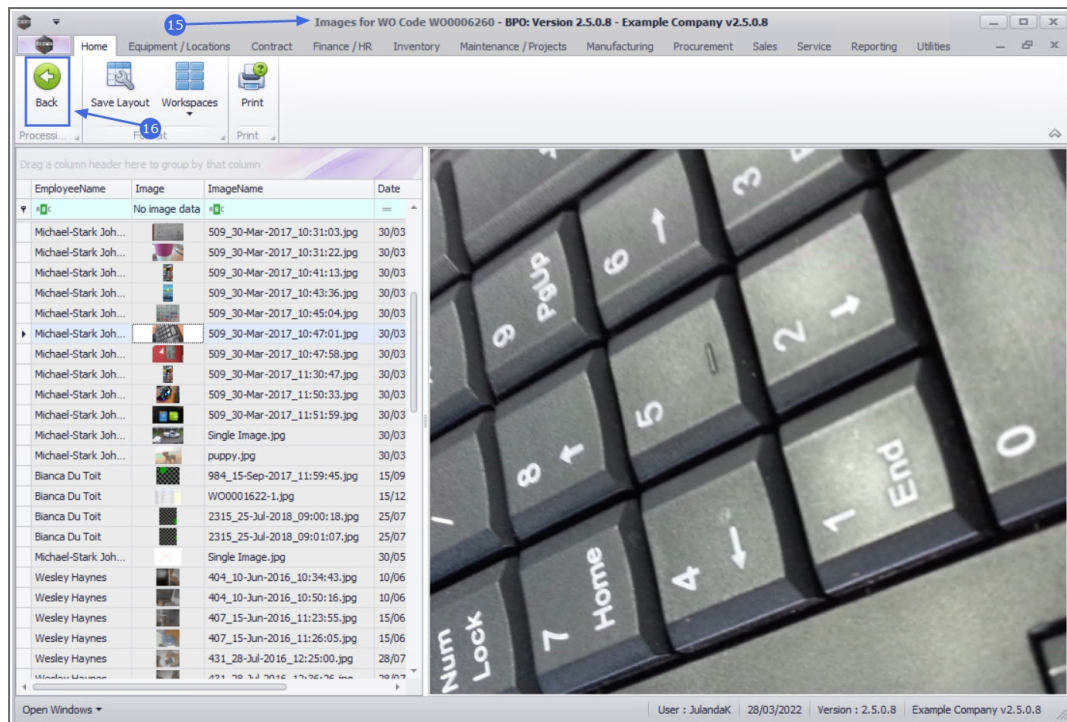 15
Images for WO Code WO0006260 - BPO: Version 2.5.0.8 - Example Company v2.5.0.8
Home Equipment / Locations Contract Finance / HR Inventory Maintenance / Projects Manufacturing Procurement Sales Service Reporting Utilities
Back Save Layout Workspaces Print
16
Processi... Format Print
Drag a column header here to group by that column
EmployeeName Image ImageName Date
No image data =
Michael-Stark Joh... 509_30-Mar-2017_10:31:03.jpg 30/03
Michael-Stark Joh... 509_30-Mar-2017_10:31:22.jpg 30/03
Michael-Stark Joh... 509_30-Mar-2017_10:41:13.jpg 30/03
Michael-Stark Joh... 509_30-Mar-2017_10:43:36.jpg 30/03
Michael-Stark Joh... 509_30-Mar-2017_10:45:04.jpg 30/03
Michael-Stark Joh... 509_30-Mar-2017_10:47:01.jpg 30/03
Michael-Stark Joh... 509_30-Mar-2017_10:47:58.jpg 30/03
Michael-Stark Joh... 509_30-Mar-2017_11:30:47.jpg 30/03
Michael-Stark Joh... 509_30-Mar-2017_11:50:33.jpg 30/03
Michael-Stark Joh... 509_30-Mar-2017_11:51:59.jpg 30/03
Michael-Stark Joh... Single Image.jpg 30/03
Michael-Stark Joh... puppy.jpg 30/03
Bianca Du Toit 984_15-Sep-2017_11:59:45.jpg 15/09
Bianca Du Toit WO0001622-1.jpg 15/12
Bianca Du Toit 2315_25-Jul-2018_09:00:18.jpg 25/07
Bianca Du Toit 2315_25-Jul-2018_09:01:07.jpg 25/07
Michael-Stark Joh... Single Image.jpg 30/05
Wesley Haynes 404_10-Jun-2016_10:34:43.jpg 10/06
Wesley Haynes 404_10-Jun-2016_10:50:16.jpg 10/06
Wesley Haynes 407_15-Jun-2016_11:23:55.jpg 15/06
Wesley Haynes 407_15-Jun-2016_11:26:05.jpg 15/06
Wesley Haynes 431_28-Jul-2016_12:25:00.jpg 28/07
Wesley Haynes 431_28-Jul-2016_12:26:26.jpg 28/07
3
6
9 PgUp
2
5
8
1 End
0
4
7 Home
/
Num
Lock
Open Windows User : JulandaK 28/03/2022 Version : 2.5.0.8 Example Company v2.5.0.8